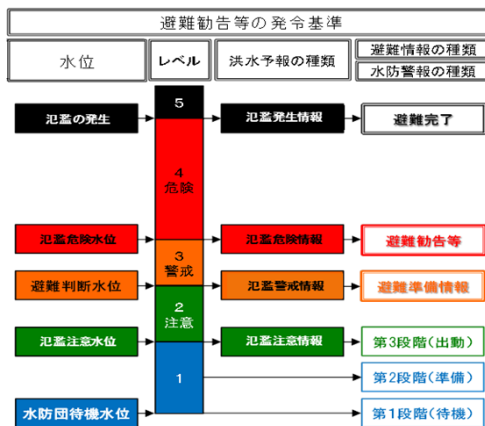 避難勧告等の発令基準
水位
レベル
洪水予報の種類
避難情報の種類
水防警報の種類
5
氾濫の発生
氾濫発生情報
避難完了
4
危険
氾濫危険水位
氾濫危険情報
避難勧告等
3
警戒
避難判断水位
氾濫警戒情報
避難準備情報
2
注意
氾濫注意水位
氾濫注意情報
第3段階(出動)
1
第2段階(準備)
水防団待機水位
第1段階(待機)